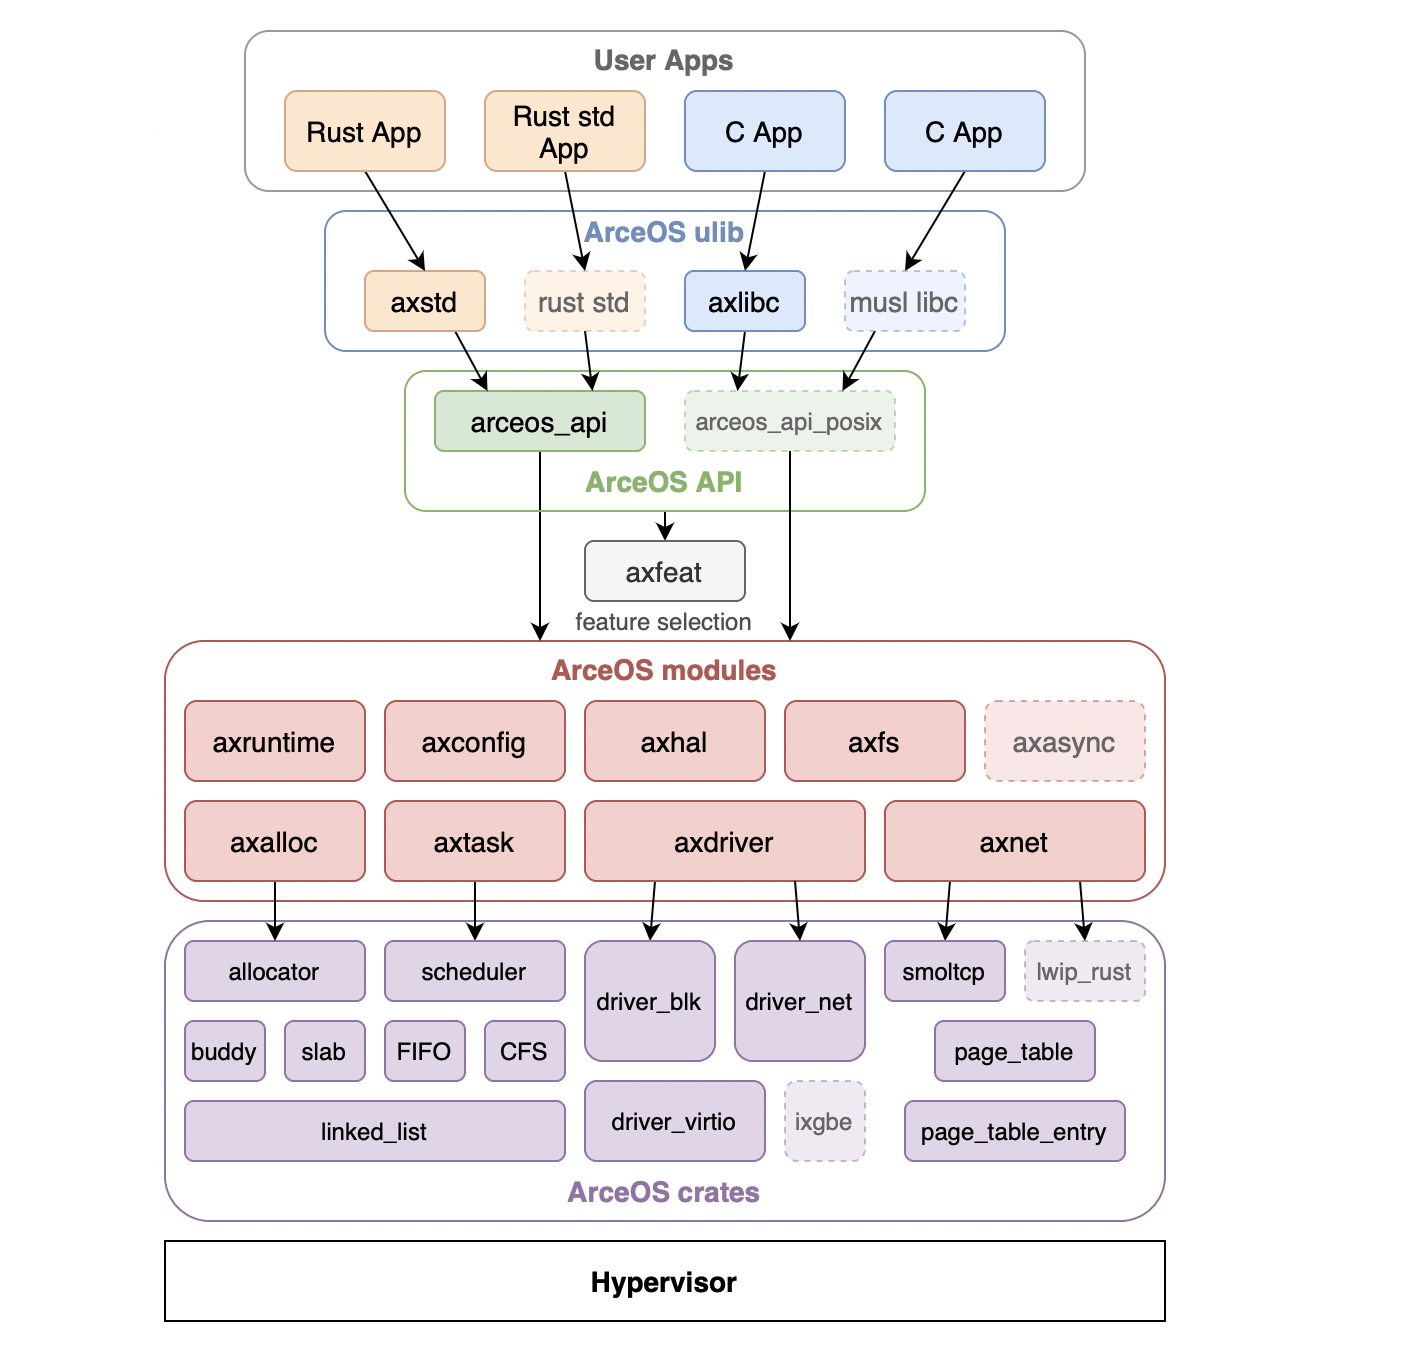 User Apps
Rust App
Rust std
App
C App
C App
ArceOS ulib
axstd
rust std
axlibc
musl libc
arceos_api
arceos_api_posix
ArceOS API
axfeat
feature selection
ArceOS modules
axruntime
axconfig
axhal
axfs
axasync
axalloc
axtask
axdriver
axnet
allocator
scheduler
driver_blk
driver_net
smoltcp
lwip_rust
buddy
slab
FIFO
CFS
page_table
linked_list
driver_virtio
ixgbe
page_table_entry
ArceOS crates
Hypervisor